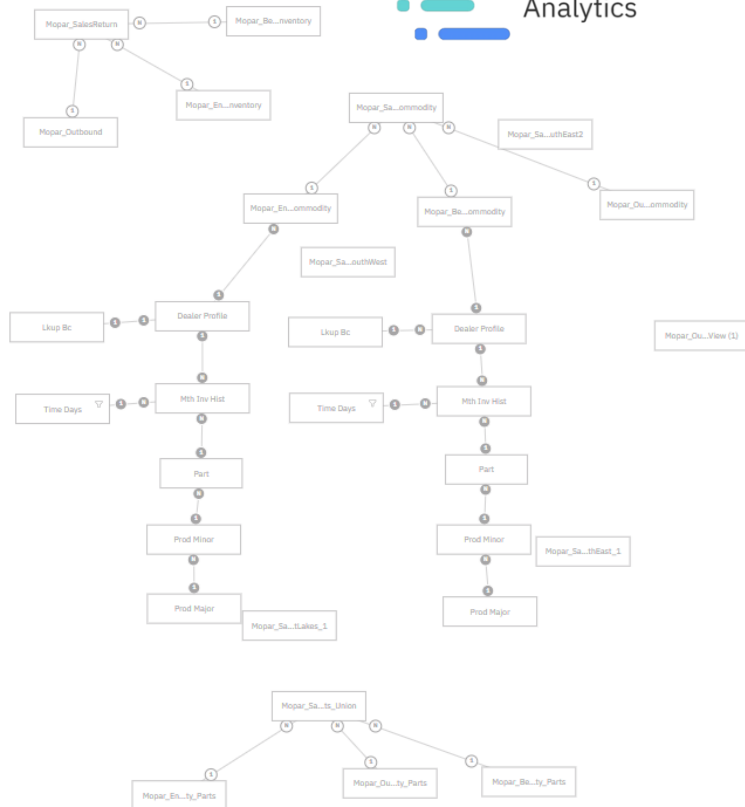 Analytics
Mopar_SalesReturn
N
S
Mopar_Be...nventory
N
N
S
Mopar_En...nventory
S
Mopar_Outbound
Mopar_Sa...ommodity
N
N
N
Mopar_Sa...uthEast2
S
S
S
Mopar_En...ommodity
Mopar_Be...ommodity
Mopar_Ou...ommodity
N
N
Mopar_Sa...outhWest
S
S
Lkup Bc
S
S
Dealer Profile
Lkup Bc
S
N
Dealer Profile
Mopar_Ou...View (1)
S
S
N
N
Time Days
S
N
Mth Inv Hist
Time Days
S
N
Mth Inv Hist
N
N
S
S
Part
Part
N
N
S
S
Prod Minor
Prod Minor
Mopar_Sa...thEast_1
N
N
S
S
Prod Major
Prod Major
Mopar_Sa...tLakes_1
Mopar_Sa...ts_Union
N
N
N
S
S
S
Mopar_En...ty_Parts
Mopar_Ou...ty_Parts
Mopar_Be...ty_Parts